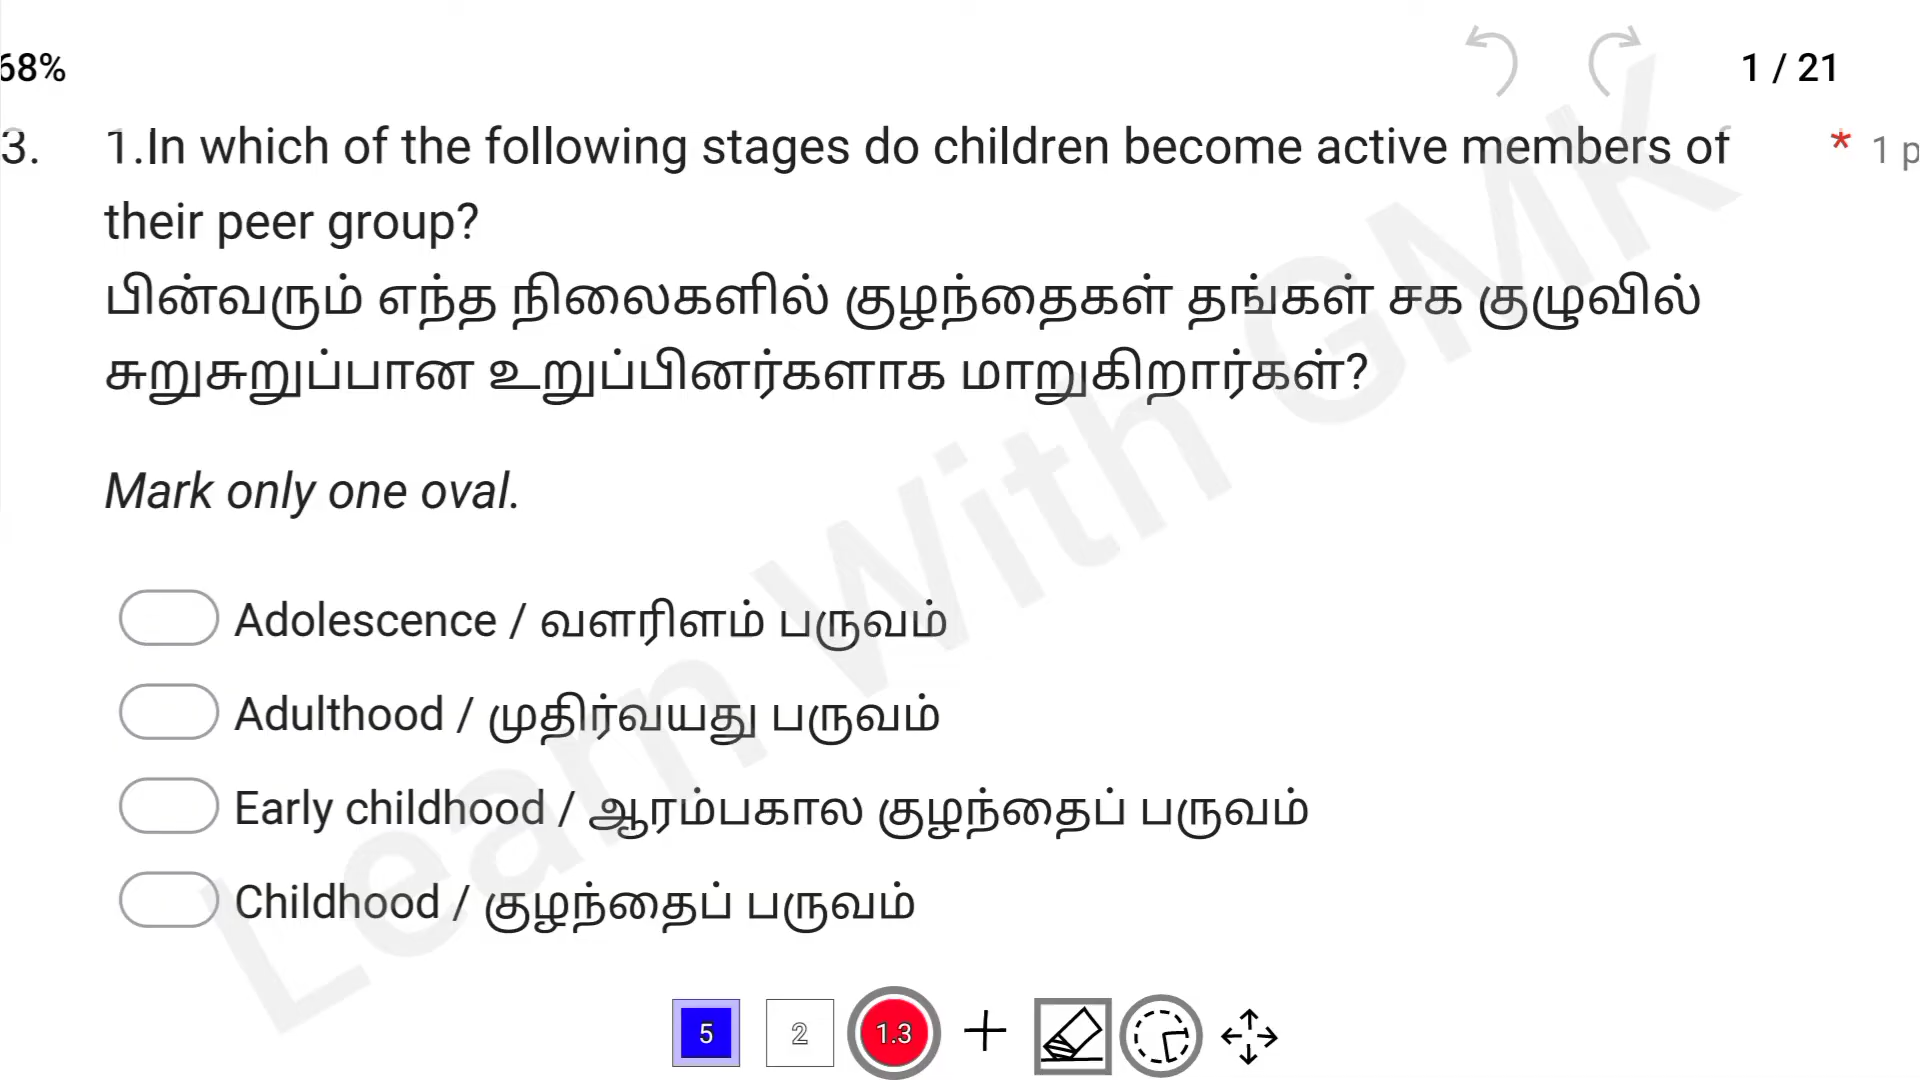 68%
1 / 21
3. 1.In which of the following stages do children become active members of * 1 p
their peer group?
பின்வரும் எந்த நிலைகளில் குழந்தைகள் தங்கள் சக குழுவில்
சுறுசுறுப்பான உறுப்பினர்களாக மாறுகிறார்கள்?
Mark only one oval.
Adolescence / வளரிளம் பருவம்
Adulthood / முதிர்வயது பருவம்
Early childhood / ஆரம்பகால குழந்தைப் பருவம்
Childhood / குழந்தைப் பருவம்
Learn With GMK
5 2 1.3